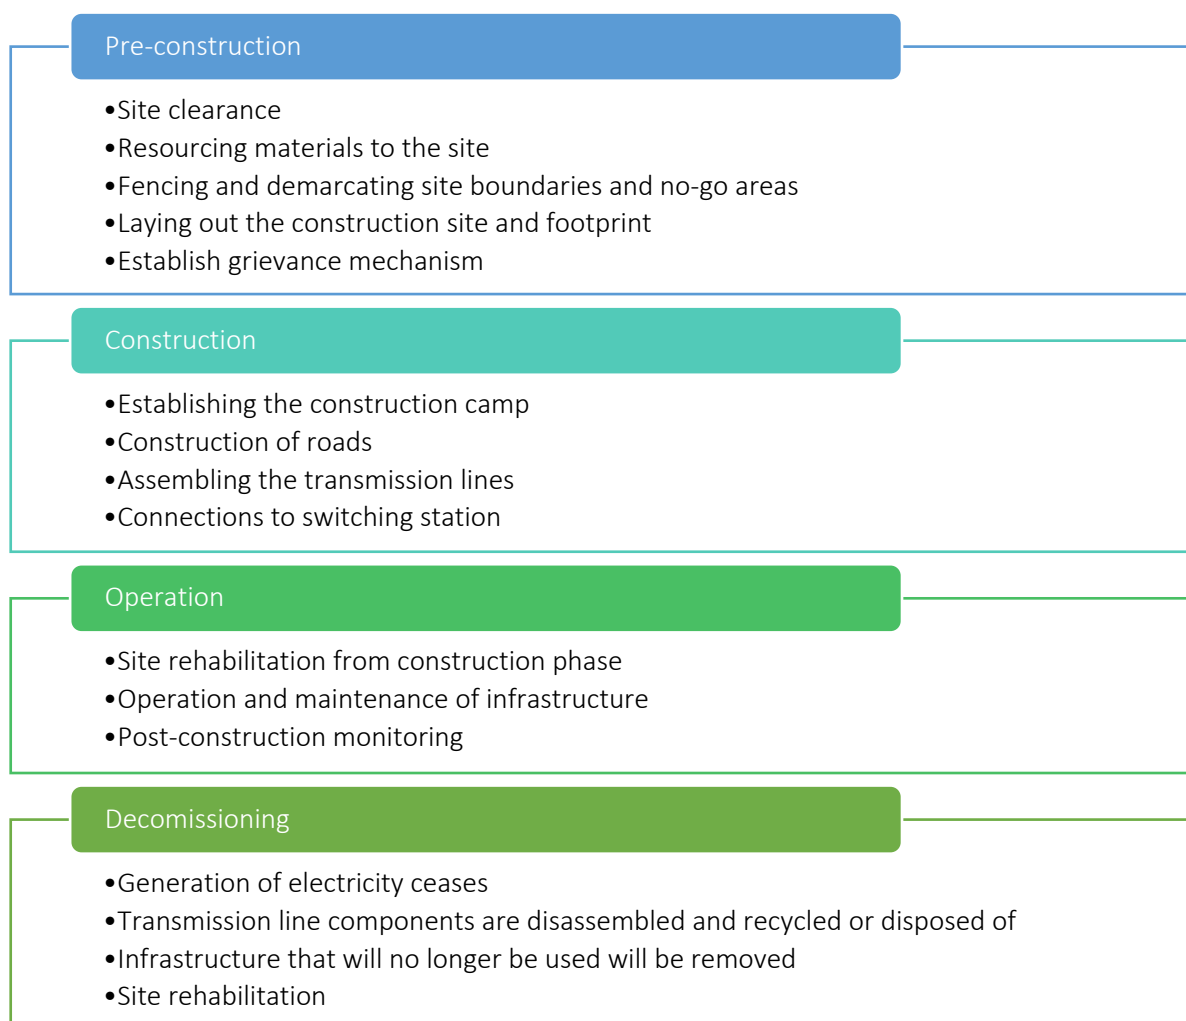 Pre-construction
•Site clearance
•Resourcing materials to the site
•Fencing and demarcating site boundaries and no-go areas
•Laying out the construction site and footprint
•Establish grievance mechanism
Construction
•Establishing the construction camp
•Construction of roads
•Assembling the transmission lines
•Connections to switching station
Operation
•Site rehabilitation from construction phase
•Operation and maintenance of infrastructure
•Post-construction monitoring
Decomissioning
•Generation of electricity ceases
•Transmission line components are disassembled and recycled or disposed of
•Infrastructure that will no longer be used will be removed
•Site rehabilitation